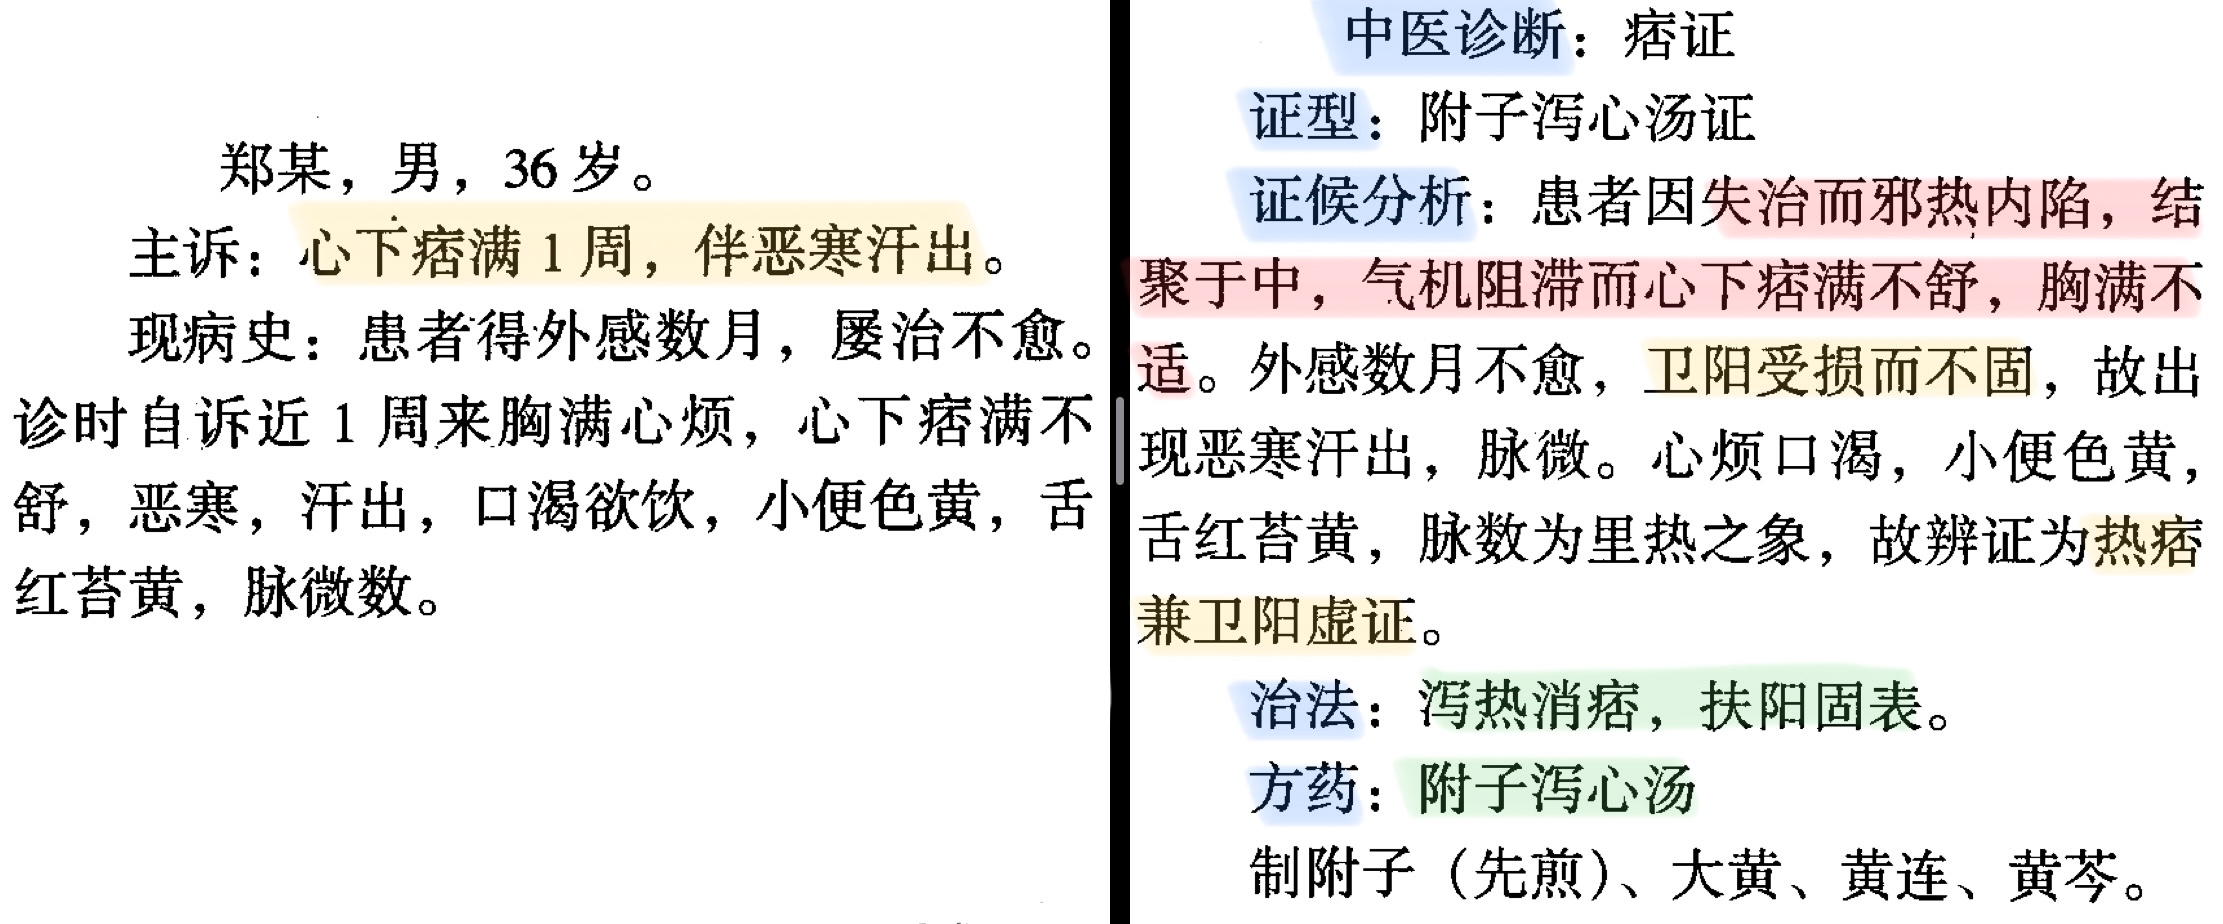 郑某，男，36岁。
主诉：心下痞满1周，伴恶寒汗出。
现病史：患者得外感数月，屡治不愈。
诊时自诉近1周来胸满心烦，心下痞满不
舒，恶寒，汗出，口渴欲饮，小便色黄，舌
红苔黄，脉微数。
中医诊断：痞证
证型：附子泻心汤证
证候分析：患者因失治而邪热内陷，结
聚于中，气机阻滞而心下痞满不舒，胸满不
适。外感数月不愈，卫阳受损而不固，故出
现恶寒汗出，脉微。心烦口渴，小便色黄，
舌红苔黄，脉数为里热之象，故辨证为热痞
兼卫阳虚证。
治法：泻热消痞，扶阳固表。
方药：附子泻心汤
制附子（先煎）、大黄、黄连、黄芩。